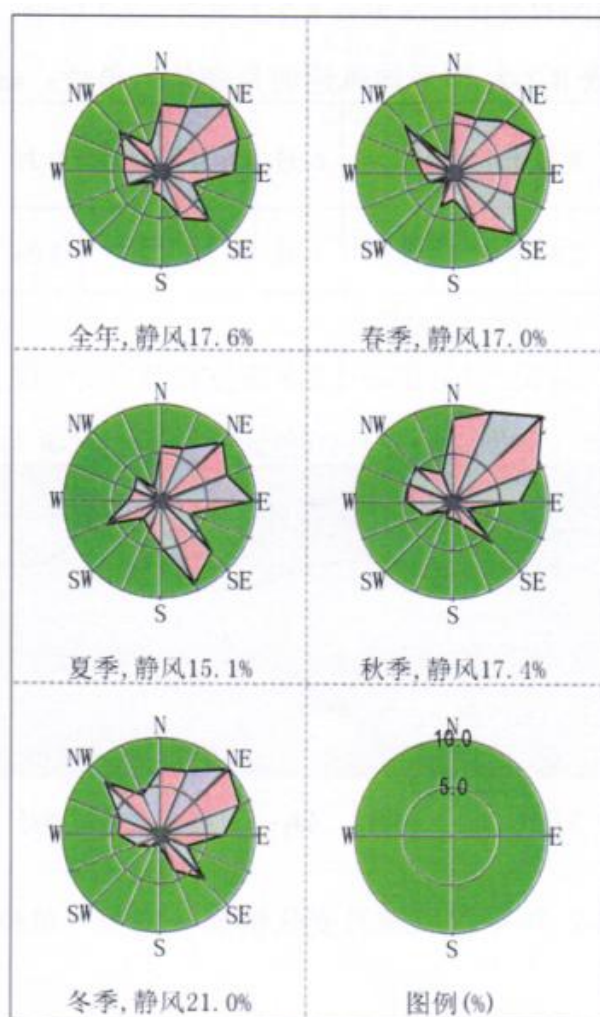 N
NW NE
W E
SW SE
S
全年,静风17.6%
N
NW NE
W E
SW SE
S
春季,静风17.0%
N
NW NE
W E
SW SE
S
夏季,静风15.1%
N
NW NE
W E
SW SE
S
秋季,静风17.4%
N
NW NE
W E
SW SE
S
冬季,静风21.0%
N
10.0
5.0
W E
S
图例(%)